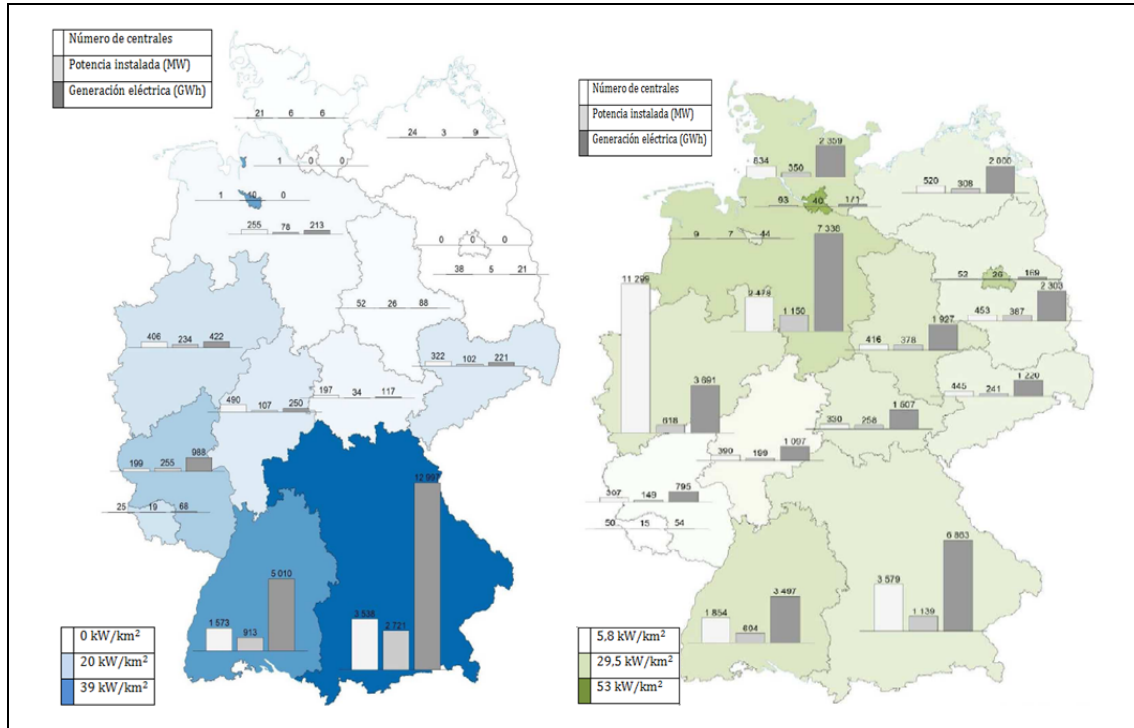 Número de centrales
Potencia instalada (MW)
Generación eléctrica (GWh)
21 6 6
24 3 9
1 0 0
1 10 0
255 78 213
0 0 0
38 5 21
52 26 88
406 234 422
322 102 221
197 34 117
490 107 250
199 255 988
25 19 68
12 997
5 010
1 573
913
3 538
2 721
0 kW/km²
20 kW/km²
39 kW/km²
Número de centrales
Potencia instalada (MW)
Generación eléctrica (GWh)
2 359
834 350
2 000
520 308
93 40 171
9 7 44
7 336
11 299
1 150
52 26 169
2 303
453 387
1 927
416 378
3 691
618
1 220
445 241
1 607
330 258
1 097
390 199
795
307 149
50 15 54
6 863
3 579
1 139
3 497
1 854
604
5,8 kW/km²
29,5 kW/km²
53 kW/km²